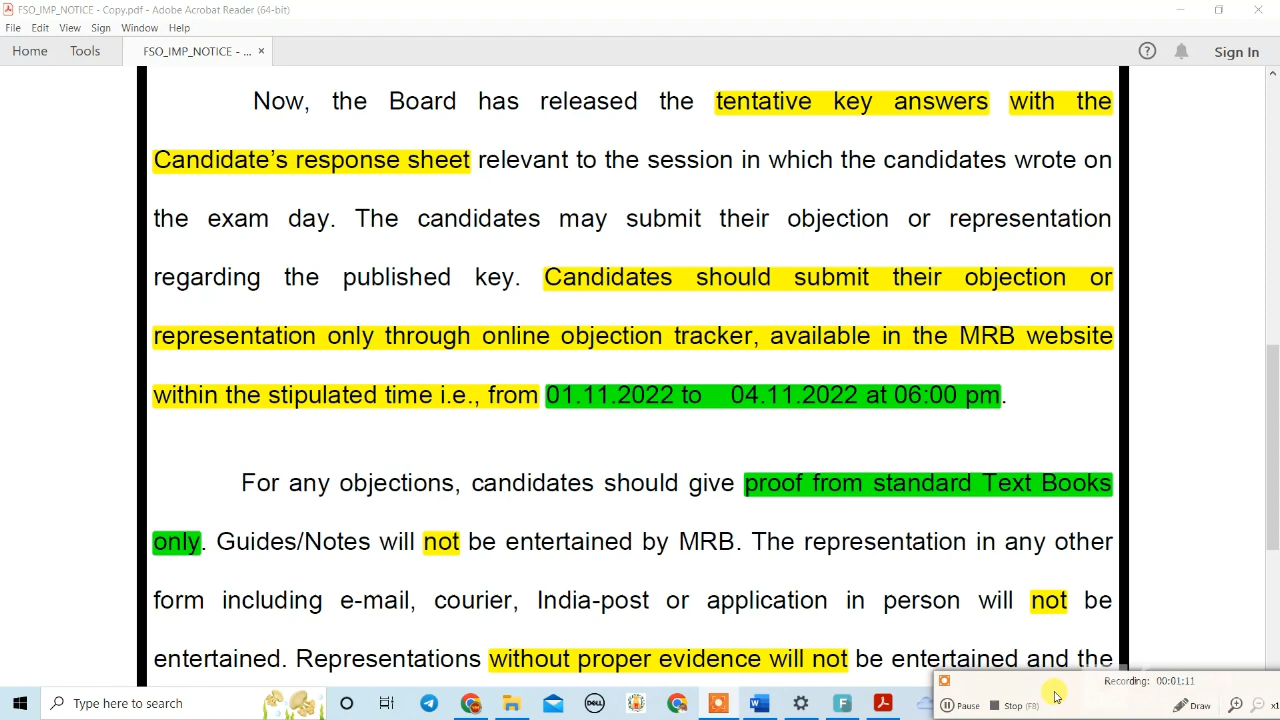 FSO_IMP_NOTICE - Copy.pdf - Adobe Acrobat Reader (64-bit)
File Edit View Sign Window Help
Home Tools FSO_IMP_NOTICE - ... × Sign In
Now, the Board has released the tentative key answers with the
Candidate’s response sheet relevant to the session in which the candidates wrote on
the exam day. The candidates may submit their objection or representation
regarding the published key. Candidates should submit their objection or
representation only through online objection tracker, available in the MRB website
within the stipulated time i.e., from 01.11.2022 to 04.11.2022 at 06:00 pm.
For any objections, candidates should give proof from standard Text Books
only. Guides/Notes will not be entertained by MRB. The representation in any other
form including e-mail, courier, India-post or application in person will not be
entertained. Representations without proper evidence will not be entertained and the
Recording: 00:01:11
Pause Stop (F8) Draw x1
Type here to search
DELL